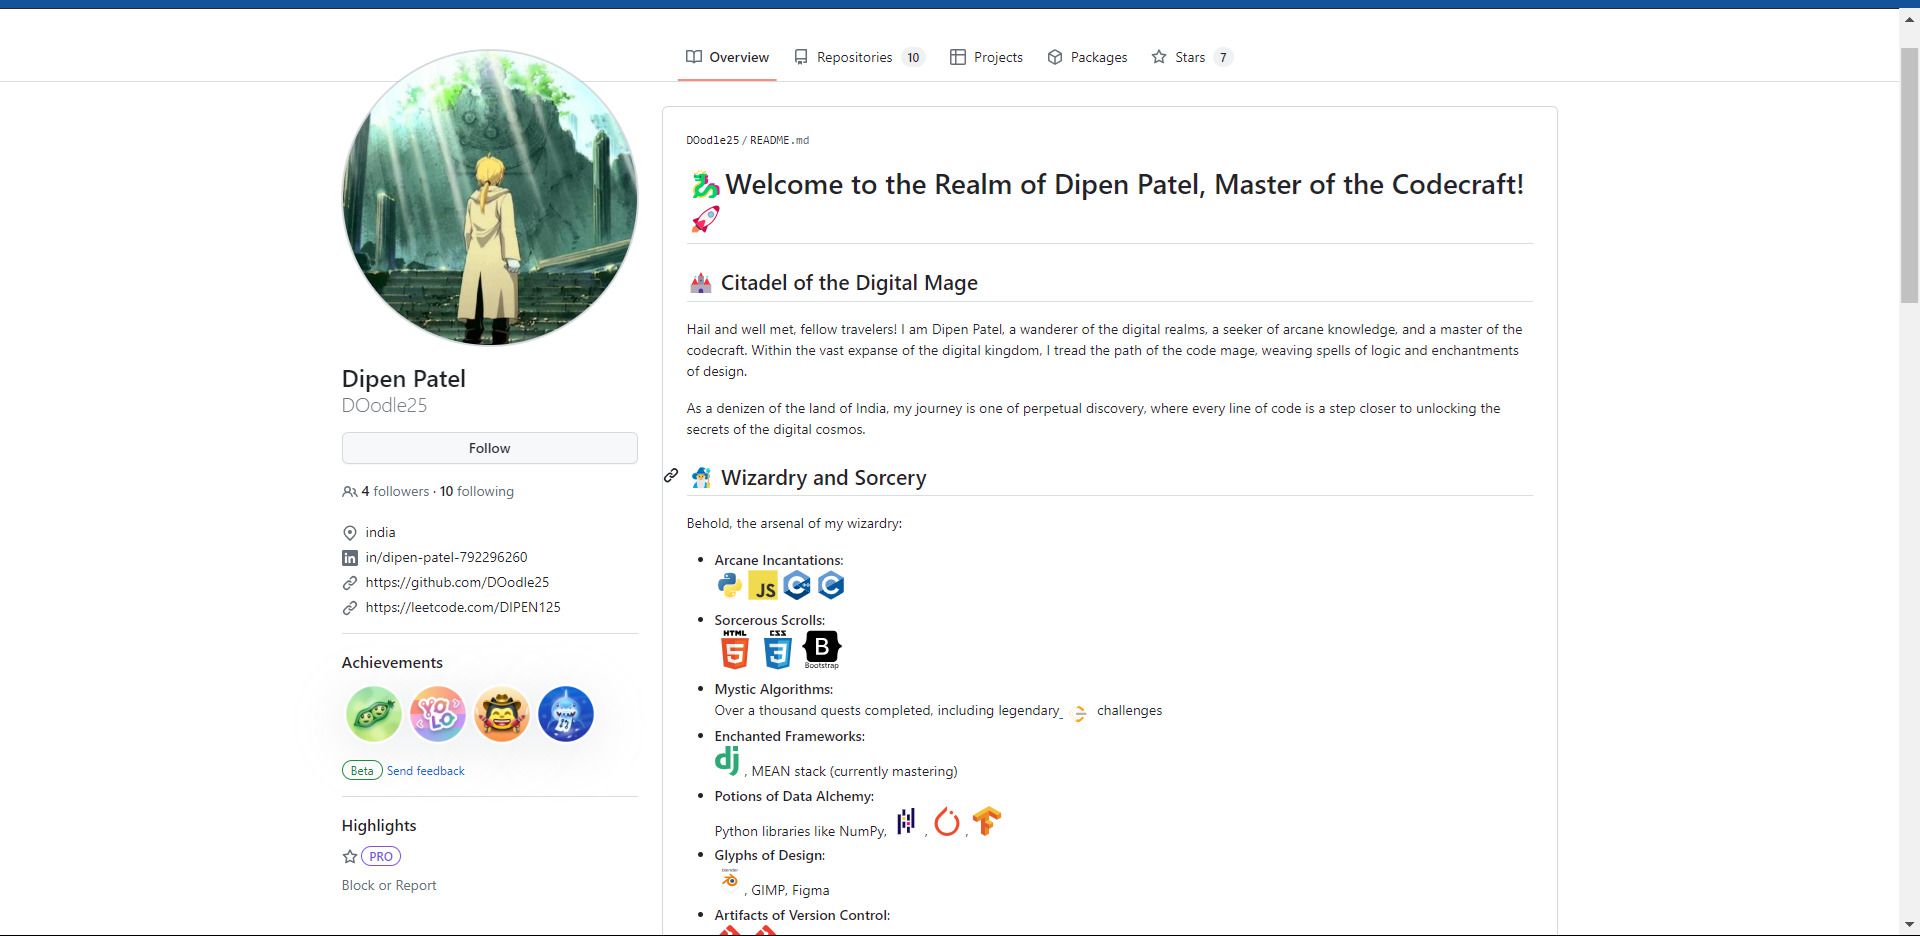 Overview Repositories 10 Projects Packages Stars 7
Dipen Patel
DOodle25
Follow
4 followers · 10 following
india
in/dipen-patel-792296260
https://github.com/DOodle25
https://leetcode.com/DIPEN125
Achievements
YOLO
Beta Send feedback
Highlights
PRO
Block or Report
DOodle25 / README.md
Welcome to the Realm of Dipen Patel, Master of the Codecraft!
Citadel of the Digital Mage
Hail and well met, fellow travelers! I am Dipen Patel, a wanderer of the digital realms, a seeker of arcane knowledge, and a master of the
codecraft. Within the vast expanse of the digital kingdom, I tread the path of the code mage, weaving spells of logic and enchantments
of design.
As a denizen of the land of India, my journey is one of perpetual discovery, where every line of code is a step closer to unlocking the
secrets of the digital cosmos.
Wizardry and Sorcery
Behold, the arsenal of my wizardry:
Arcane Incantations:
JS C++ C
Sorcerous Scrolls:
HTML 5 CSS 3 B Bootstrap
Mystic Algorithms:
Over a thousand quests completed, including legendary challenges
Enchanted Frameworks:
dj , MEAN stack (currently mastering)
Potions of Data Alchemy:
Python libraries like NumPy, , ,
Glyphs of Design:
blender , GIMP, Figma
Artifacts of Version Control: